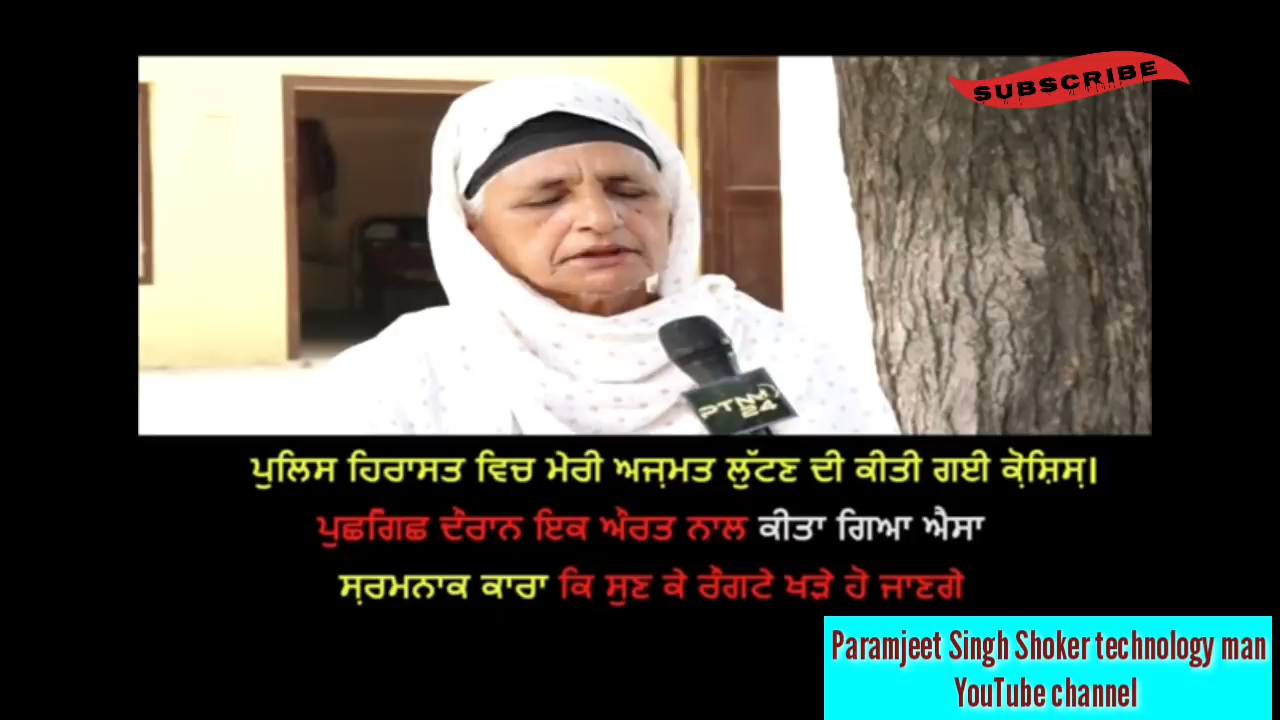 SUBSCRIBE
PTN
24
ਪੁਲਿਸ ਹਿਰਾਸਤ ਵਿਚ ਮੇਰੀ ਅਜ਼ਮਤ ਲੁੱਟਣ ਦੀ ਕੀਤੀ ਗਈ ਕੋਸ਼ਿਸ਼।
ਪੁਛਗਿਛ ਦੌਰਾਨ ਇਕ ਔਰਤ ਨਾਲ ਕੀਤਾ ਗਿਆ ਐਸਾ
ਸ਼ਰਮਨਾਕ ਕਾਰਾ ਕਿ ਸੁਣ ਕੇ ਰੌਂਗਟੇ ਖੜੇ ਹੋ ਜਾਣਗੇ
Paramjeet Singh Shoker technology man
YouTube channel